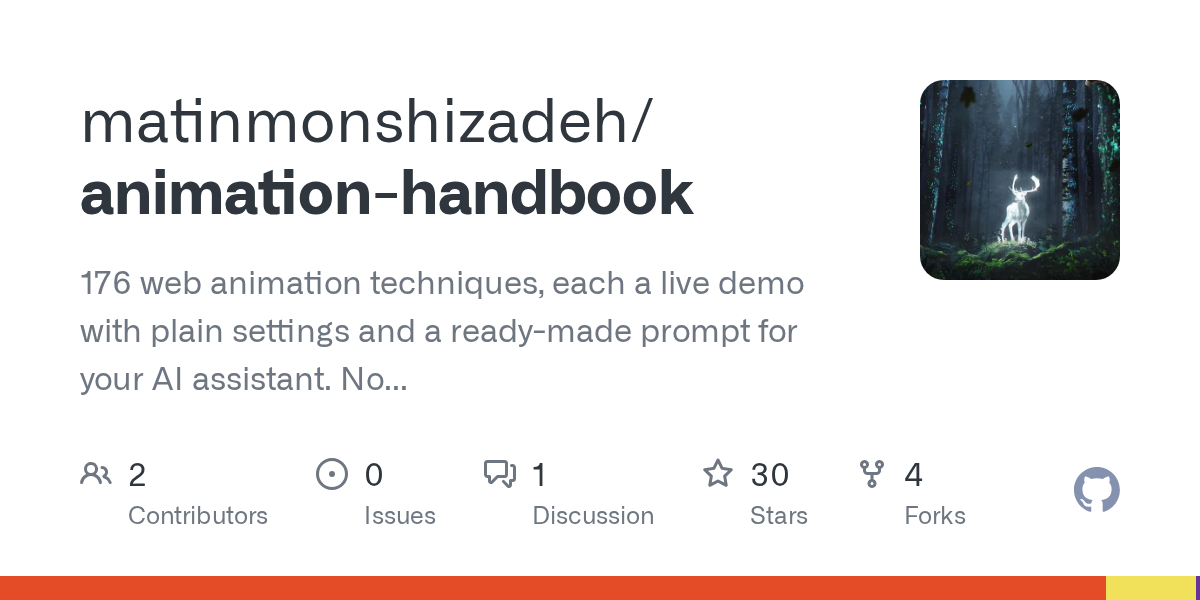 matinmonshizadeh/
animation-handbook
176 web animation techniques, each a live demo
with plain settings and a ready-made prompt for
your AI assistant. No...
2
Contributors
0
Issues
1
Discussion
30
Stars
4
Forks